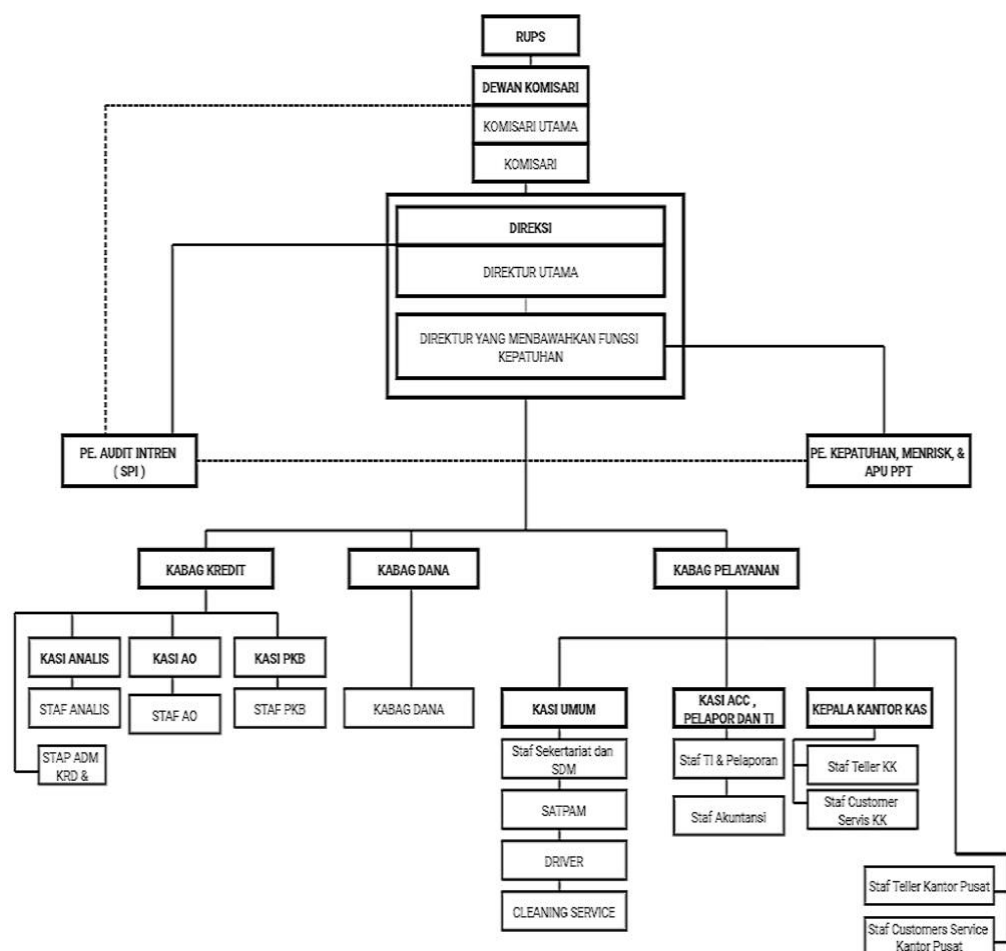 RUPS
DEWAN KOMISARI
KOMISARI UTAMA
KOMISARI
DIREKSI
DIREKTUR UTAMA
DIREKTUR YANG MENBAWAHKAN FUNGSI
KEPATUHAN
PE. AUDIT INTREN
( SPI )
PE. KEPATUHAN, MENRISK, &
APU PPT
KABAG KREDIT
KABAG DANA
KABAG PELAYANAN
KASI ANALIS
KASI AO
KASI PKB
STAF ANALIS
STAF AO
STAF PKB
STAP ADM
KRD &
KABAG DANA
KASI UMUM
KASI ACC ,
PELAPOR DAN TI
KEPALA KANTOR KAS
Staf Sekertariat dan
SDM
SATPAM
DRIVER
CLEANING SERVICE
Staf TI & Pelaporan
Staf Akuntansi
Staf Teller KK
Staf Customer
Servis KK
Staf Teller Kantor Pusat
Staf Customers Service
Kantor Pusat